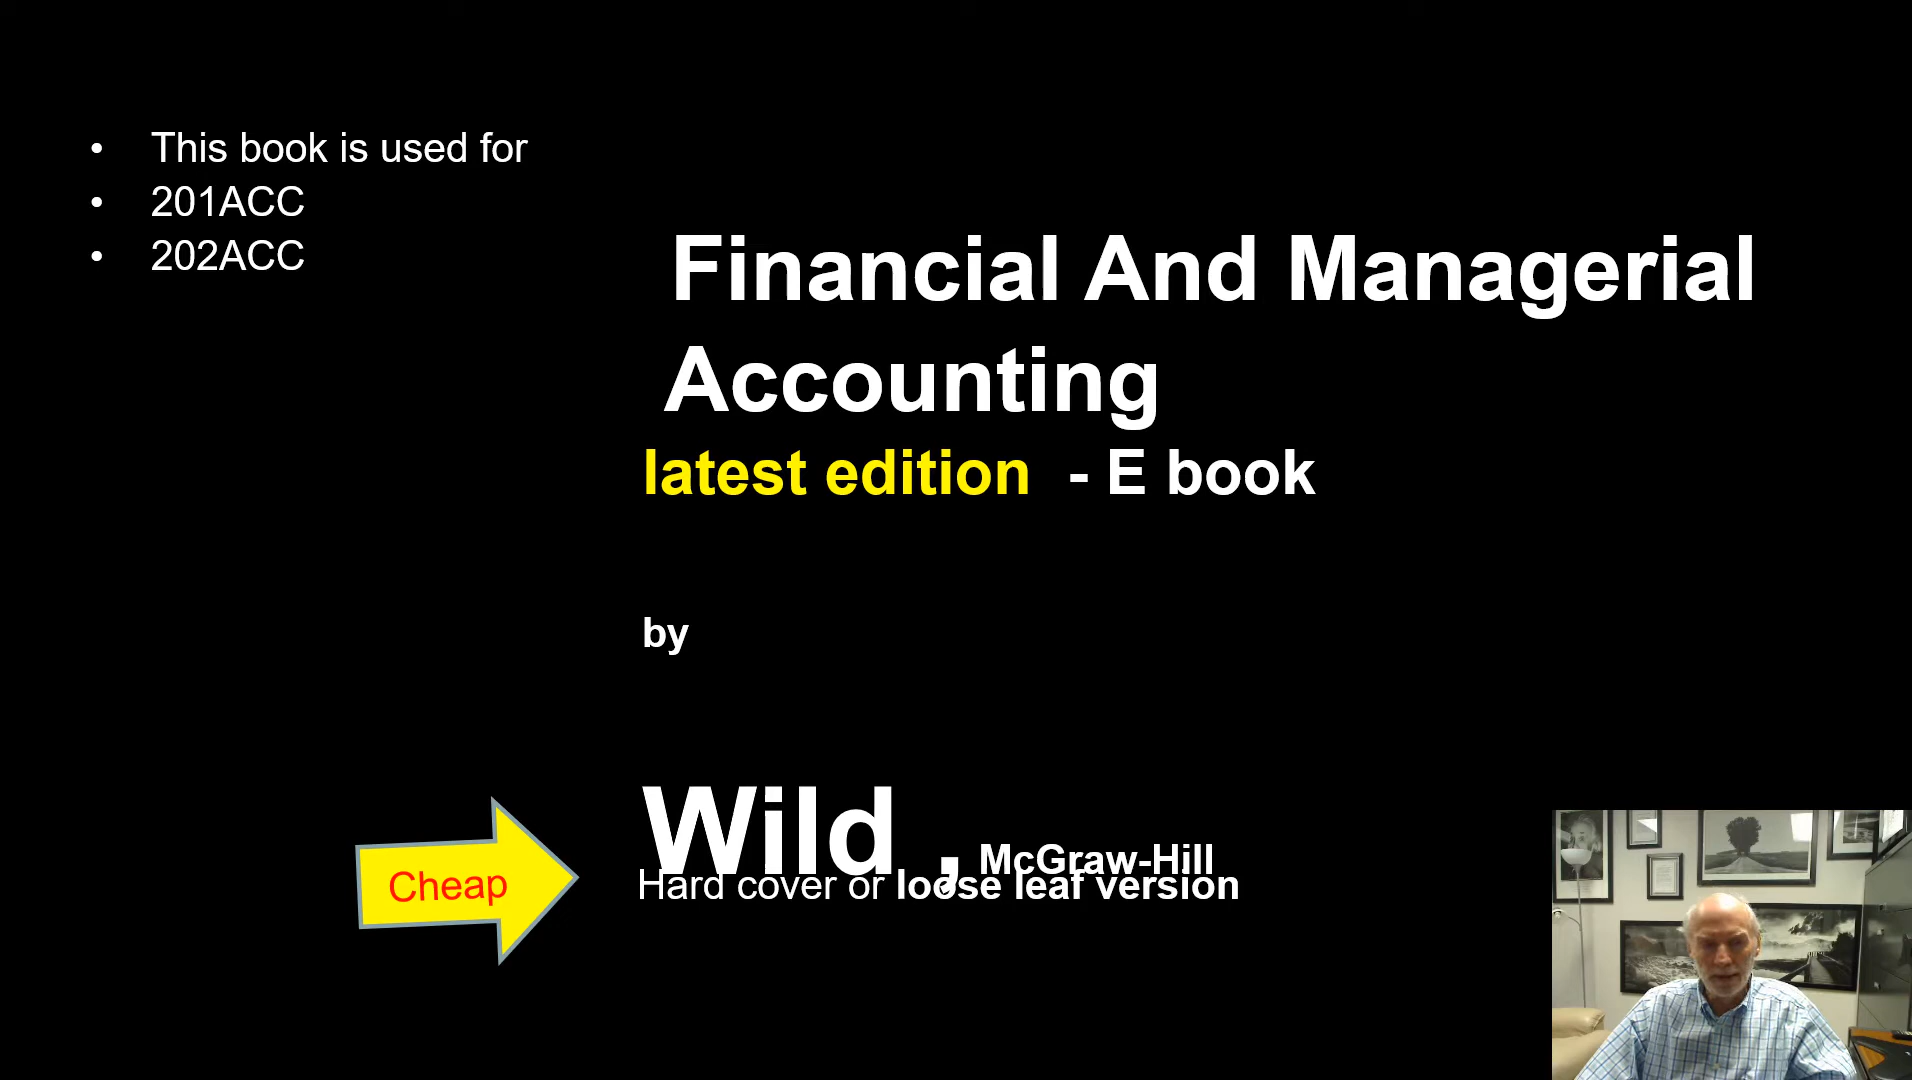 This book is used for
201ACC
202ACC
Financial And Managerial
Accounting
latest edition - E book
by
Wild , McGraw-Hill
Cheap
Hard cover or loose leaf version